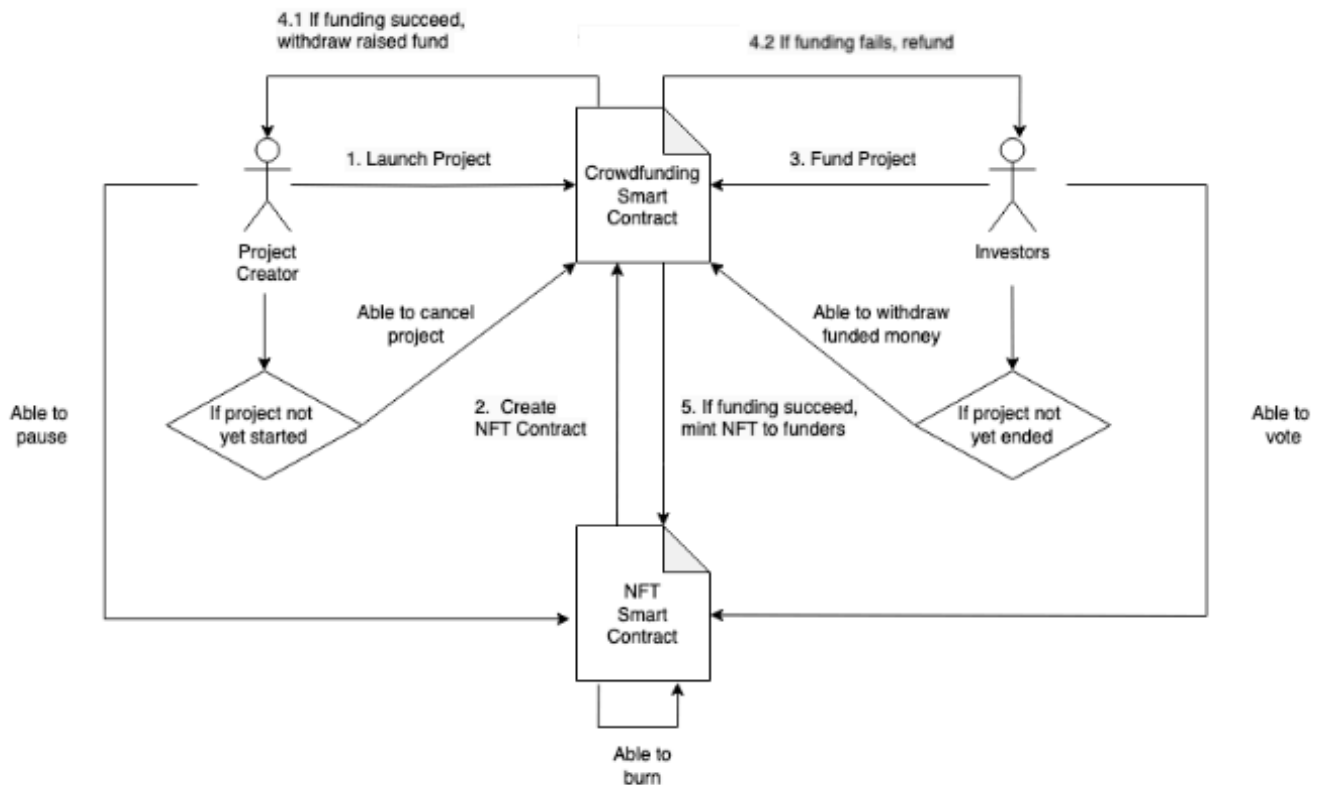 4.1 If funding succeed,
withdraw raised fund
4.2 If funding fails, refund
1. Launch Project
3. Fund Project
Crowdfunding
Smart
Contract
Project
Creator
Investors
Able to cancel
project
Able to withdraw
funded money
Able to
pause
If project not
yet started
2. Create
NFT Contract
5. If funding succeed,
mint NFT to funders
If project not
yet ended
Able to
vote
NFT
Smart
Contract
Able to
burn